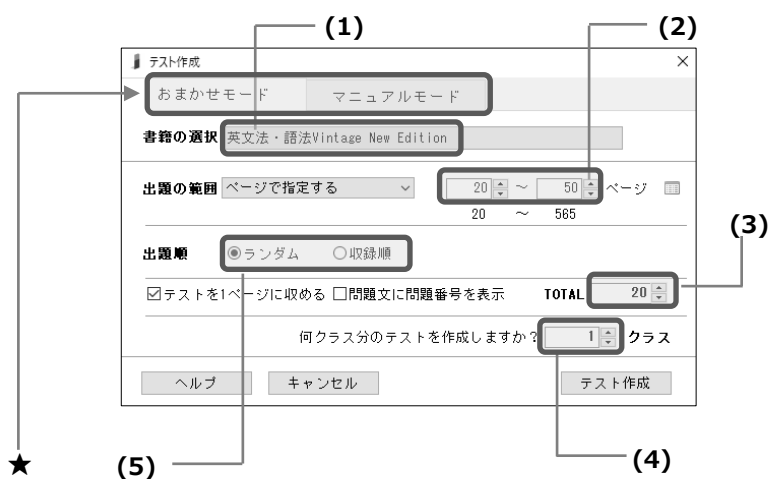 (1)
(2)
テスト作成
おまかせモード マニュアルモード
書籍の選択 英文法・語法Vintage New Edition
出題の範囲 ページで指定する 20 ～ 50 ページ
20 ～ 565
(3)
出題順 ランダム 収録順
テストを1ページに収める 問題文に問題番号を表示 TOTAL 20
何クラス分のテストを作成しますか? 1 クラス
ヘルプ キャンセル テスト作成
★ (5) (4)